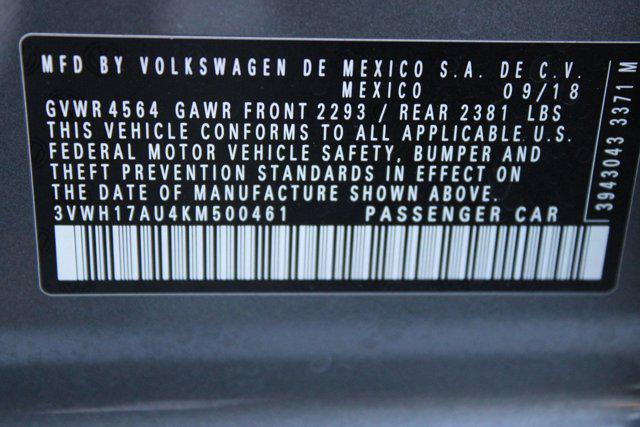 MFD BY VOLKSWAGEN DE MEXICO S.A. DE C.V.
MEXICO 09/18
GVWR 4564 GAWR FRONT 2293 / REAR 2381 LBS
THIS VEHICLE CONFORMS TO ALL APPLICABLE U.S.
FEDERAL MOTOR VEHICLE SAFETY, BUMPER AND
THEFT PREVENTION STANDARDS IN EFFECT ON
THE DATE OF MANUFACTURE SHOWN ABOVE.
3VWH17AU4KM500461 PASSENGER CAR
3943043 3371 M